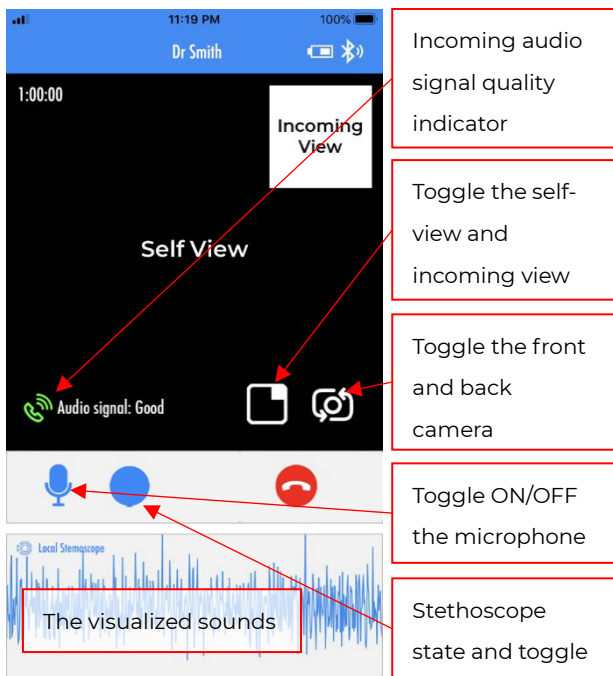 11:19 PM
100%
Dr Smith
1:00:00
Incoming
View
Self View
Audio signal: Good
Local Stemoscope
The visualized sounds
Incoming audio
signal quality
indicator
Toggle the self-
view and
incoming view
Toggle the front
and back
camera
Toggle ON/OFF
the microphone
Stethoscope
state and toggle